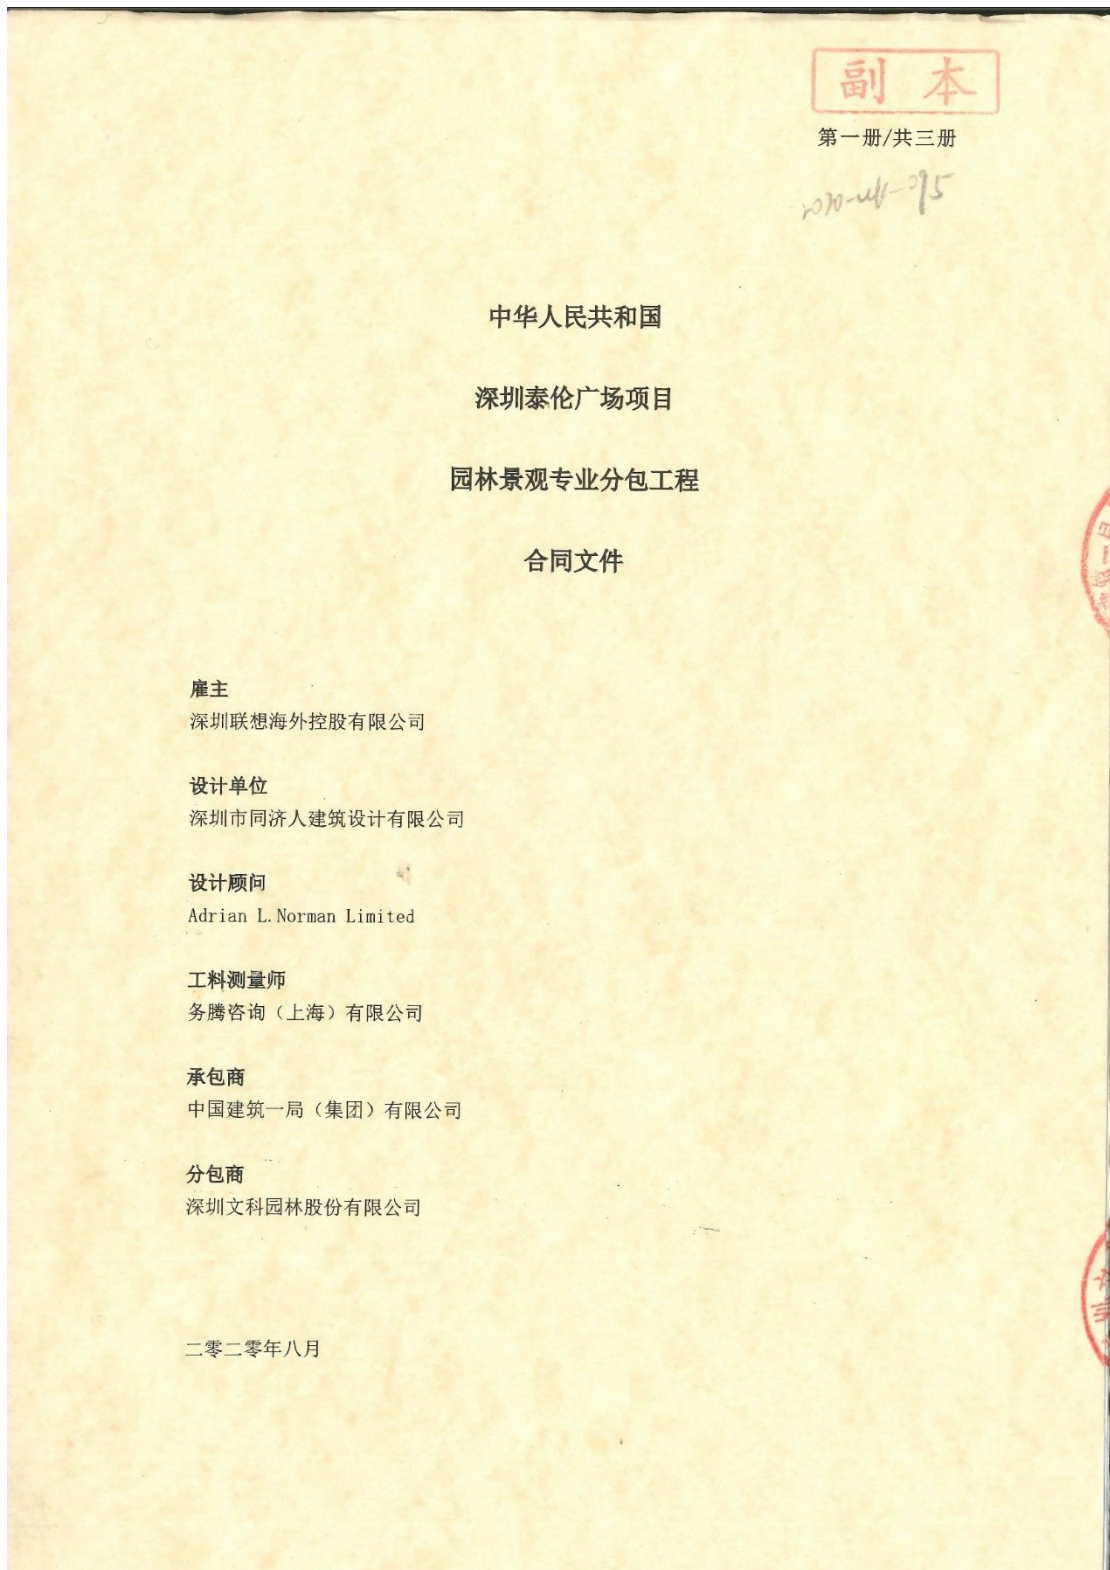 副 本
第一册/共三册
中华人民共和国
深圳泰伦广场项目
园林景观专业分包工程
合同文件
雇主
深圳联想海外控股有限公司
设计单位
深圳市同济人建筑设计有限公司
设计顾问
Adrian L.Norman Limited
工料测量师
务腾咨询（上海）有限公司
承包商
中国建筑一局（集团）有限公司
分包商
深圳文科园林股份有限公司
二零二零年八月